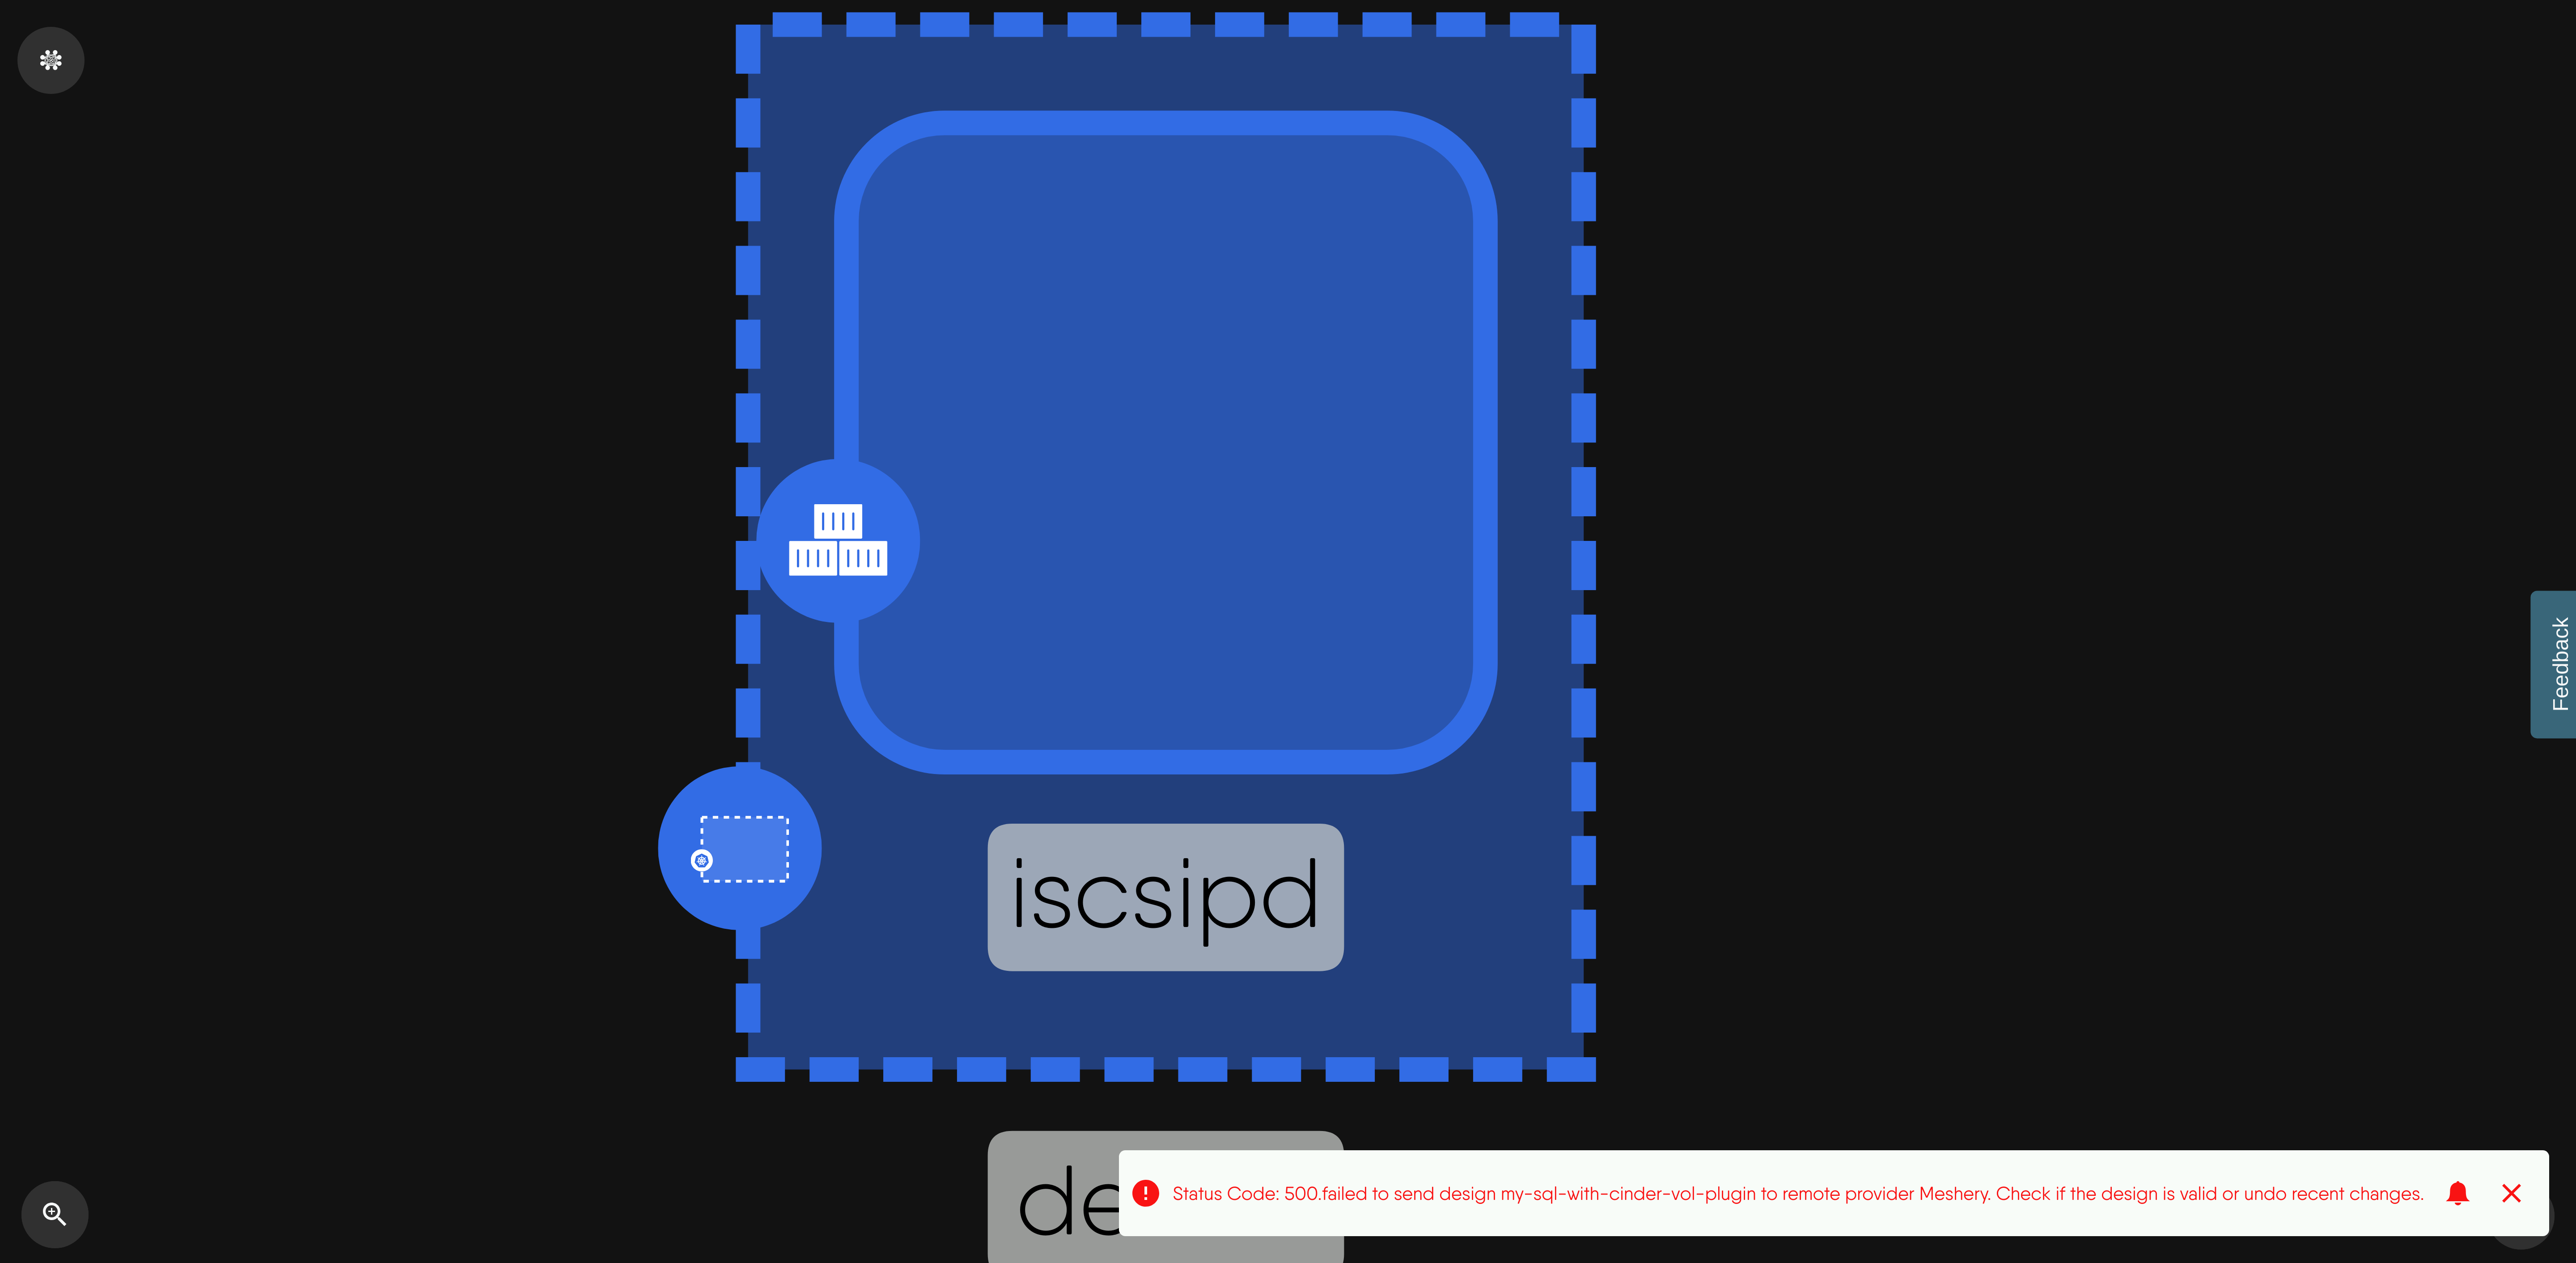 iscsipd
Feedback
Status Code: 500.failed to send design my-sql-with-cinder-vol-plugin to remote provider Meshery. Check if the design is valid or undo recent changes.